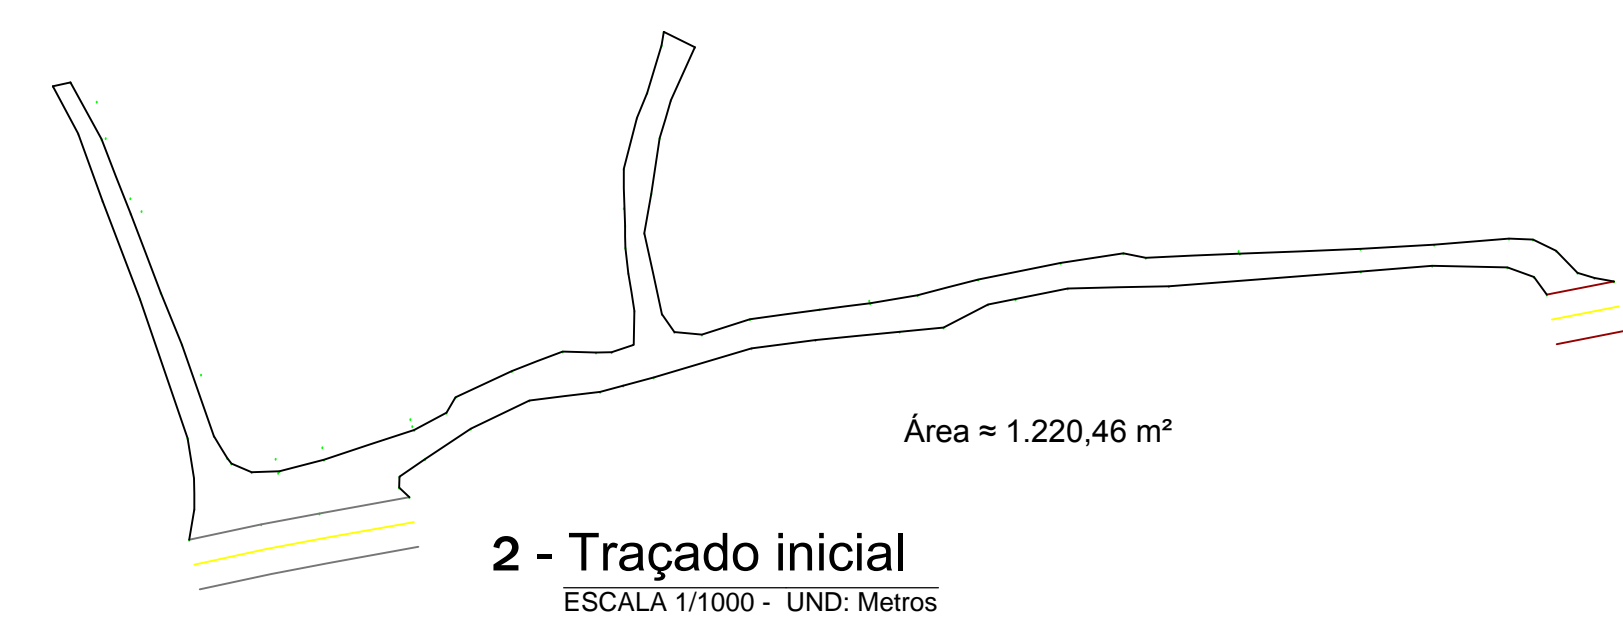 Área ≈ 1.220,46 m²
2 - Traçado inicial
ESCALA 1/1000 - UND: Metros